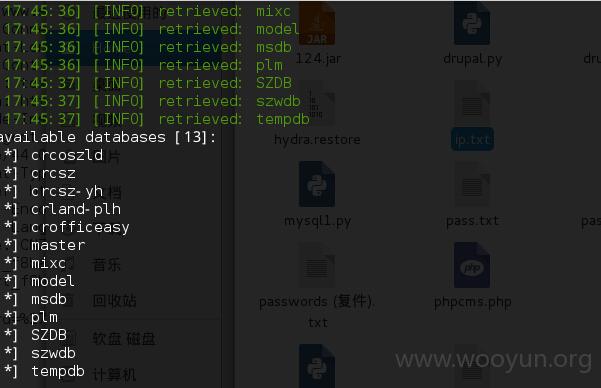 17:45:36] [INFO] retrieved: mixc
17:45:36] [INFO] retrieved: model
17:45:36] [INFO] retrieved: msdb
17:45:36] [INFO] retrieved: plm
17:45:37] [INFO] retrieved: SZDB
17:45:37] [INFO] retrieved: szwdb
17:45:37] [INFO] retrieved: tempdb
available databases [13]:
*] crcoszld
*] crcsz
*] crcsz-yh
*] crland-plh
*] crofficeasy
*] master
*] mixc
*] model
*] msdb
*] plm
*] SZDB
*] szwdb
*] tempdb
音乐
回收站
软盘 磁盘
计算机
JAR
124.jar
drupal.py
hydra.restore
ip.txt
mysql1.py
pass.txt
passwords (复件).
txt
php
phpcms.php
www.wooyun.org